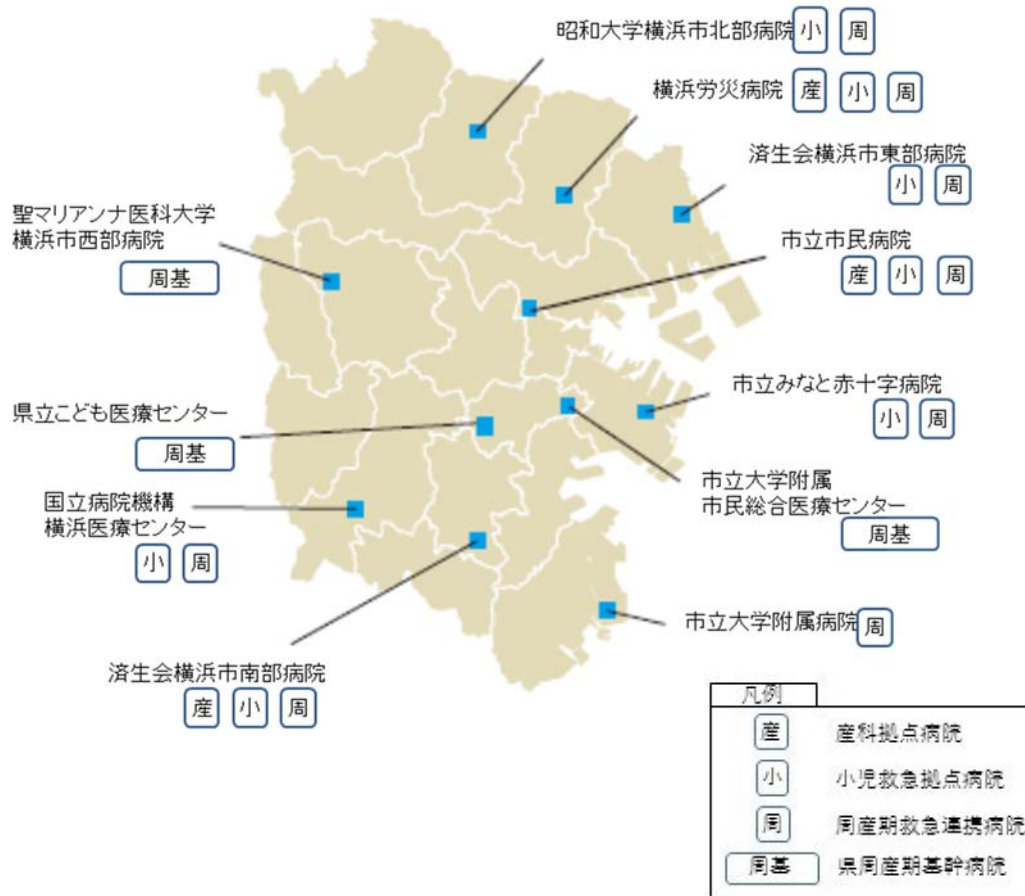 昭和大学横浜市北部病院 小 周
横浜労災病院 産 小 周
済生会横浜市東部病院
小 周
聖マリアンナ医科大学
横浜市西部病院
周基
市立市民病院
産 小 周
市立みなと赤十字病院
小 周
県立こども医療センター
周基
市立大学附属
市民総合医療センター
周基
国立病院機構
横浜医療センター
小 周
市立大学附属病院 周
済生会横浜市南部病院
産 小 周
凡例
産 産科拠点病院
小 小児救急拠点病院
周 周産期救急連携病院
周基 県周産期基幹病院